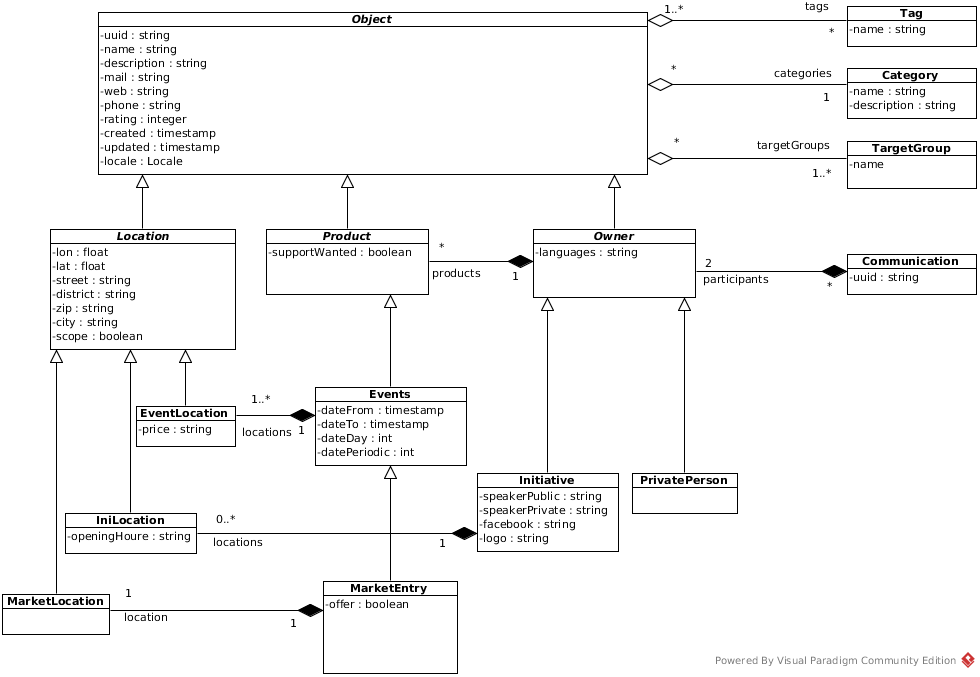 Object
-uuid : string
-name : string
-description : string
-mail : string
-web : string
-phone : string
-rating : integer
-created : timestamp
-updated : timestamp
-locale : Locale
1..*
tags
*
Tag
-name : string
*
categories
1
Category
-name : string
-description : string
*
targetGroups
1..*
TargetGroup
-name
Location
-lon : float
-lat : float
-street : string
-district : string
-zip : string
-city : string
-scope : boolean
Product
-supportWanted : boolean
*
products
1
Owner
-languages : string
2
participants
*
Communication
-uuid : string
EventLocation
-price : string
1..*
locations
1
Events
-dateFrom : timestamp
-dateTo : timestamp
-dateDay : int
-datePeriodic : int
Initiative
-speakerPublic : string
-speakerPrivate : string
-facebook : string
-logo : string
PrivatePerson
IniLocation
-openingHoure : string
0..*
locations
1
MarketLocation
1
location
1
MarketEntry
-offer : boolean
Powered By Visual Paradigm Community Edition